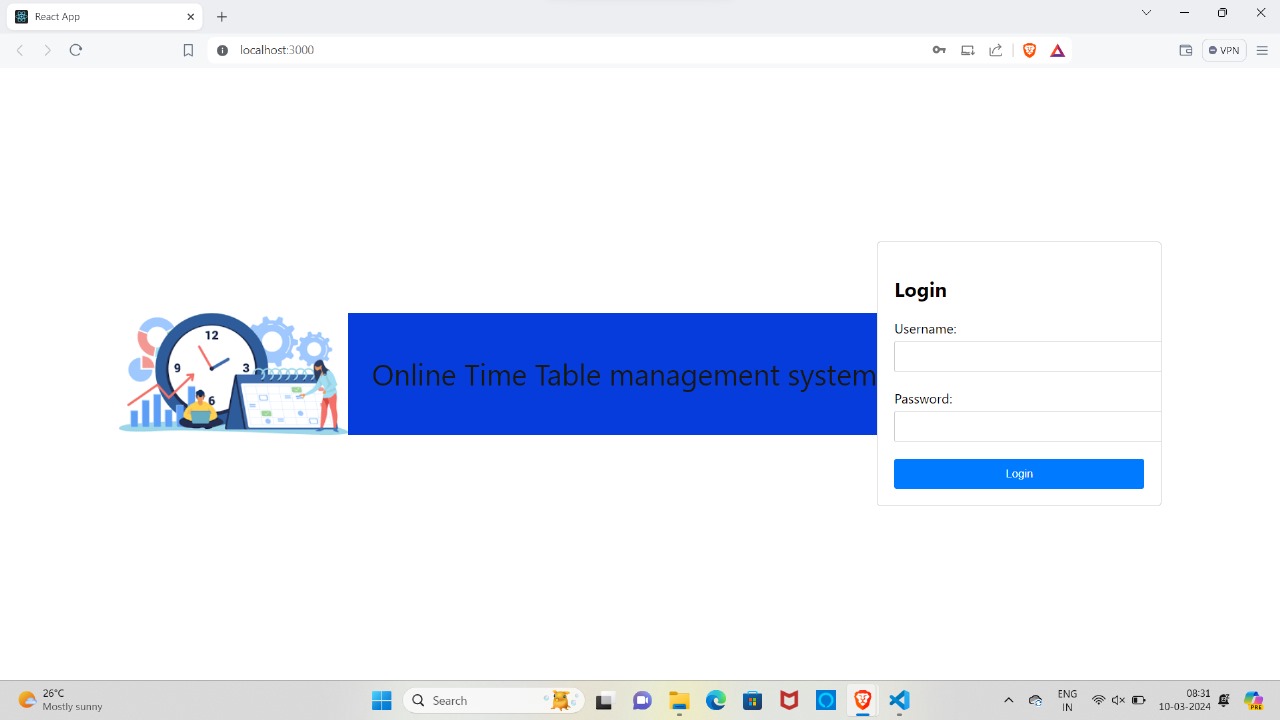 React App
localhost:3000
VPN
12
9
3
6
Online Time Table management system
Login
Username:
Password:
Login
26°C
Mostly sunny
Search
ENG
IN
08:31
10-03-2024
PRE